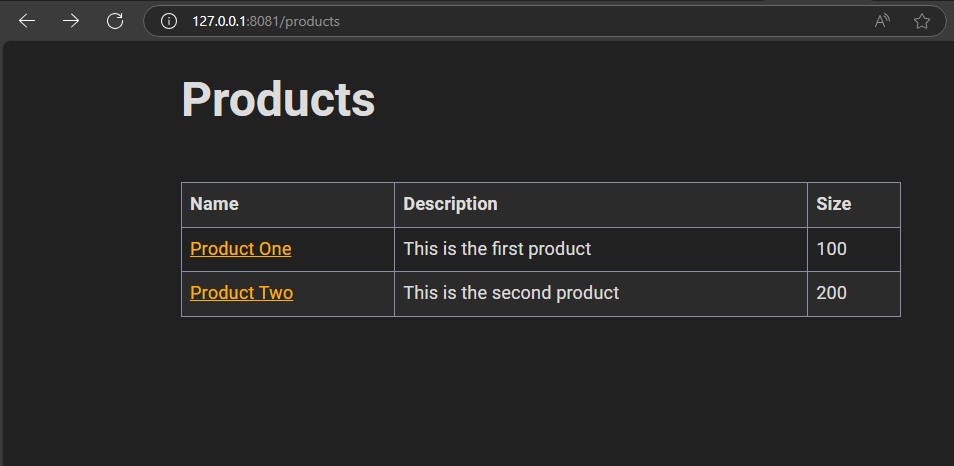 127.0.0.1:8081/products
Products
Name Description Size
Product One This is the first product 100
Product Two This is the second product 200